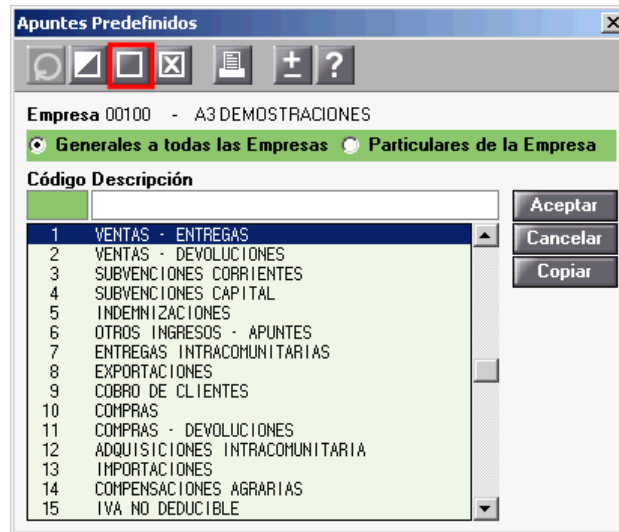 Apuntes Predefinidos
Empresa 00100 - A3 DEMOSTRACIONES
Generales a todas las Empresas Particulares de la Empresa
Código Descripción
Aceptar
Cancelar
Copiar
1 VENTAS - ENTREGAS
2 VENTAS - DEVOLUCIONES
3 SUBVENCIONES CORRIENTES
4 SUBVENCIONES CAPITAL
5 INDEMNIZACIONES
6 OTROS INGRESOS - APUNTES
7 ENTREGAS INTRACOMUNITARIAS
8 EXPORTACIONES
9 COBRO DE CLIENTES
10 COMPRAS
11 COMPRAS - DEVOLUCIONES
12 ADQUISICIONES INTRACOMUNITARIA
13 IMPORTACIONES
14 COMPENSACIONES AGRARIAS
15 IVA NO DEDUCIBLE